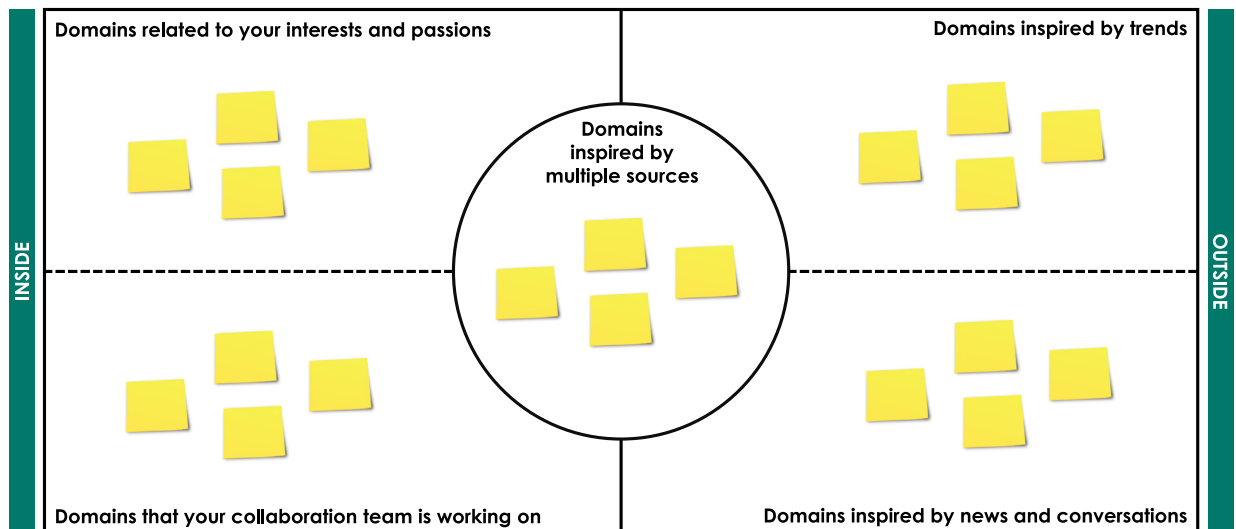 Domains related to your interests and passions
Domains inspired by trends
Domains
inspired by
multiple sources
INSIDE
OUTSIDE
Domains that your collaboration team is working on
Domains inspired by news and conversations